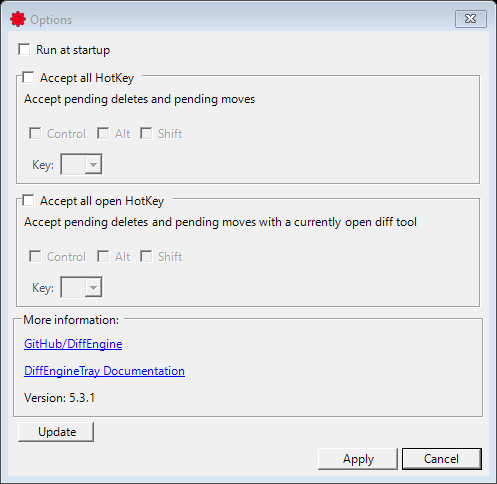 Options
Run at startup
Accept all HotKey
Accept pending deletes and pending moves
Control Alt Shift
Key:
Accept all open HotKey
Accept pending deletes and pending moves with a currently open diff tool
Control Alt Shift
Key:
More information:
GitHub/DiffEngine
DiffEngineTray Documentation
Version: 5.3.1
Update
Apply Cancel